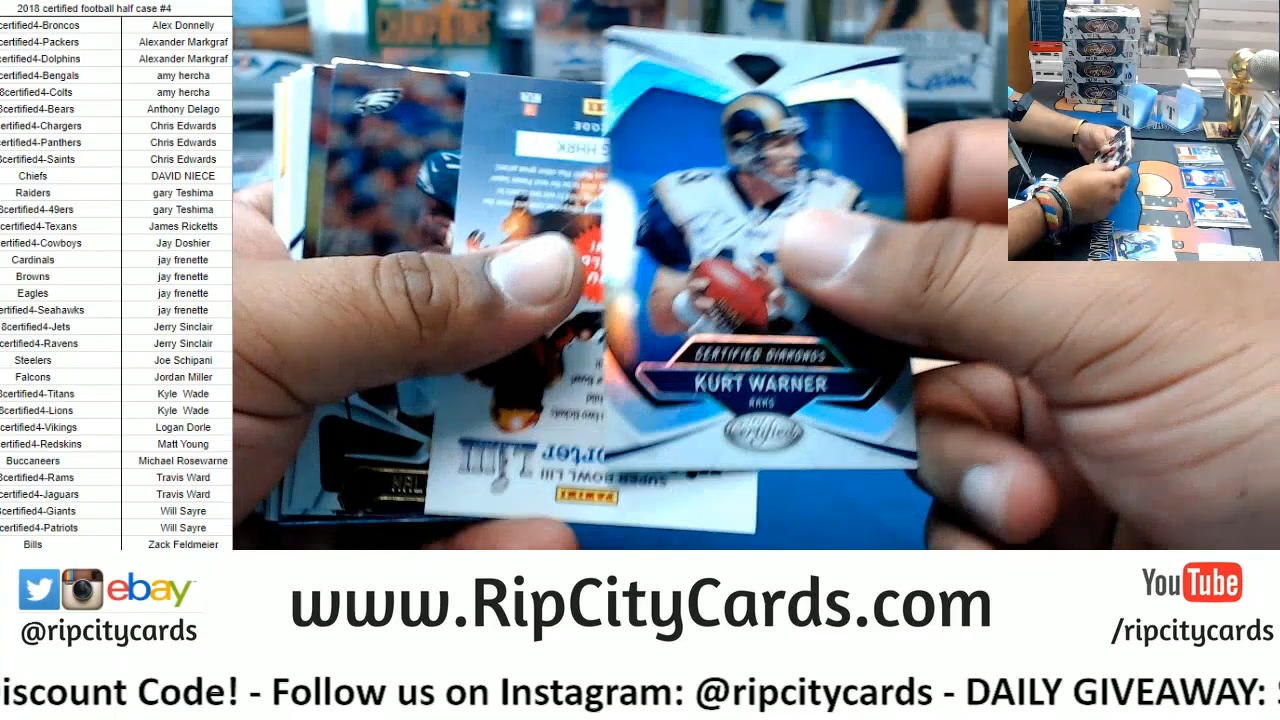 2018 certified football half case #4
certified4-Broncos Alex Donnelly
certified4-Packers Alexander Markgraf
certified4-Dolphins Alexander Markgraf
certified4-Bengals amy hercha
8certified4-Colts amy hercha
8certified4-Bears Anthony Delago
ertified4-Chargers Chris Edwards
ertified4-Panthers Chris Edwards
8certified4-Saints Chris Edwards
Chiefs DAVID NIECE
Raiders gary Teshima
8certified4-49ers gary Teshima
certified4-Texans James Ricketts
ertified4-Cowboys Jay Doshier
Cardinals jay frenette
Browns jay frenette
Eagles jay frenette
certified4-Seahawks jay frenette
8certified4-Jets Jerry Sinclair
certified4-Ravens Jerry Sinclair
Steelers Joe Schipani
Falcons Jordan Miller
certified4-Titans Kyle Wade
8certified4-Lions Kyle Wade
certified4-Vikings Logan Dorle
ertified4-Redskins Matt Young
Buccaneers Michael Rosewarne
8certified4-Rams Travis Ward
certified4-Jaguars Travis Ward
certified4-Giants Will Sayre
certified4-Patriots Will Sayre
Bills Zack Feldmeier
CERTIFIED DIAMONDS
KURT WARNER
RAMS
Certified
SUPER BOWL LIII
PANINI
R T
ebay
@ripcitycards
www.RipCityCards.com
YouTube
/ripcitycards
iscount Code! - Follow us on Instagram: @ripcitycards - DAILY GIVEAWAY: